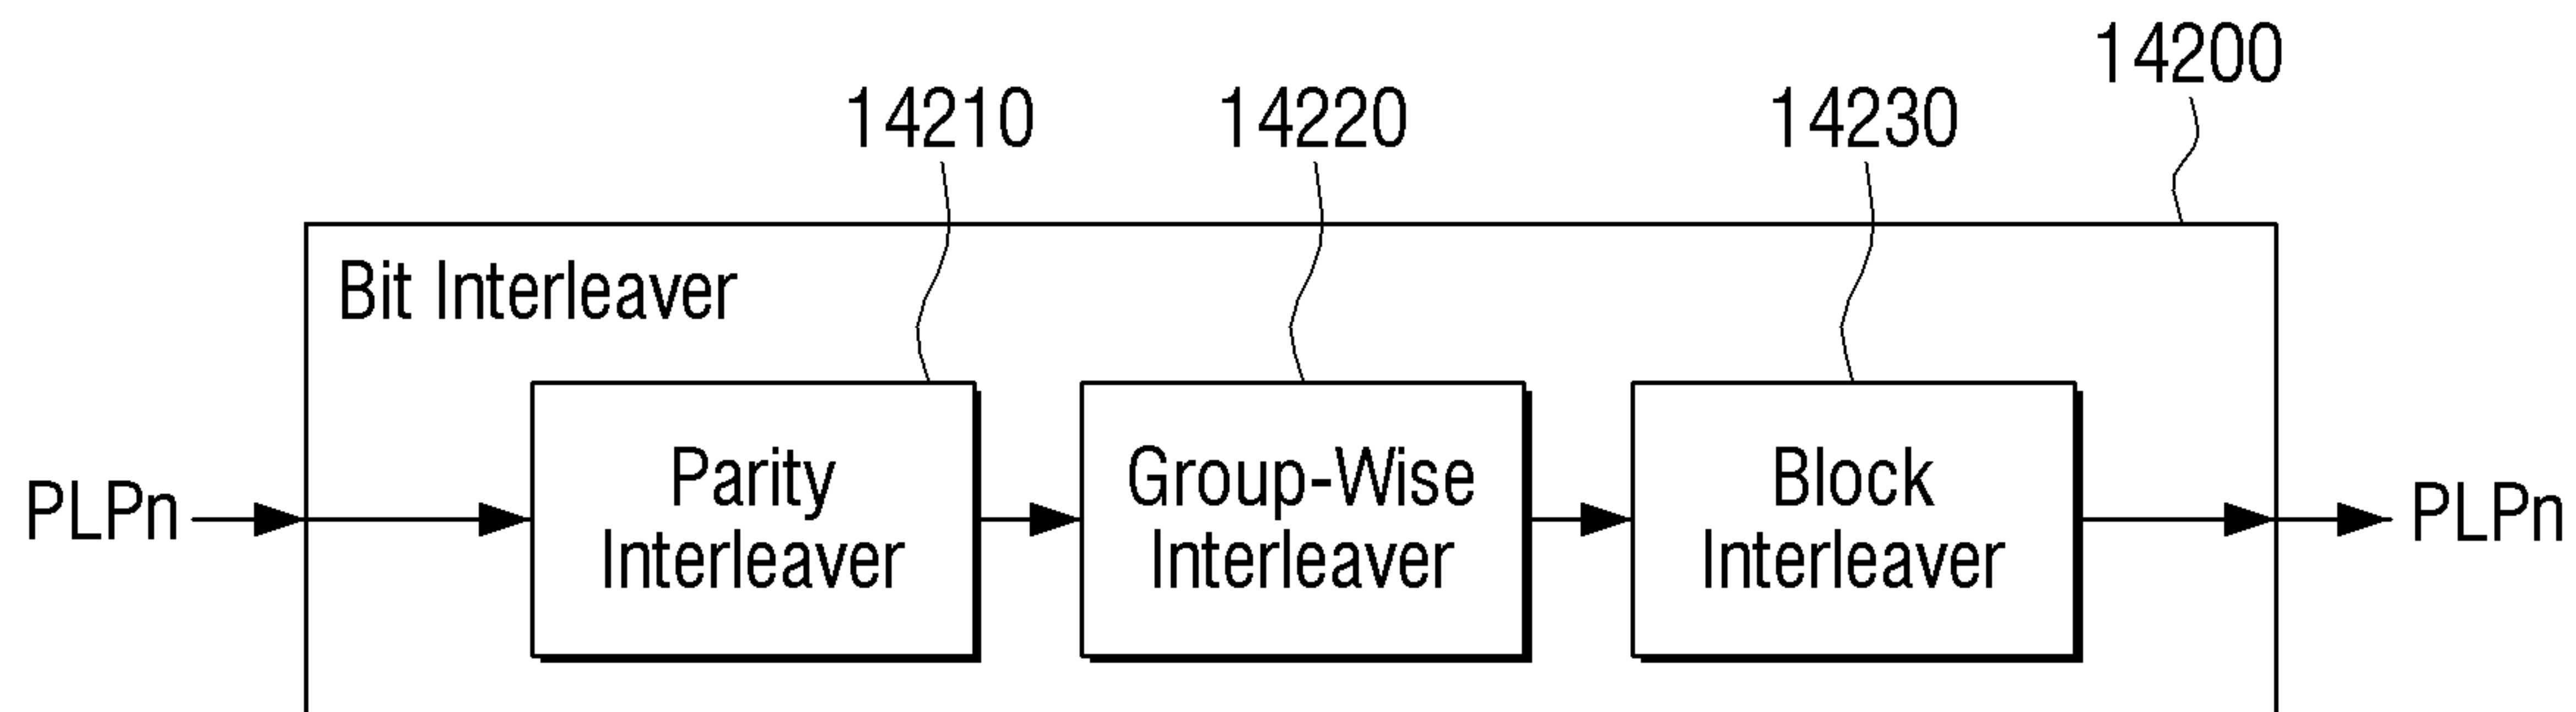 14200
14210 14220 14230
Bit Interleaver
PLPn Parity Interleaver Group-Wise Interleaver Block Interleaver PLPn